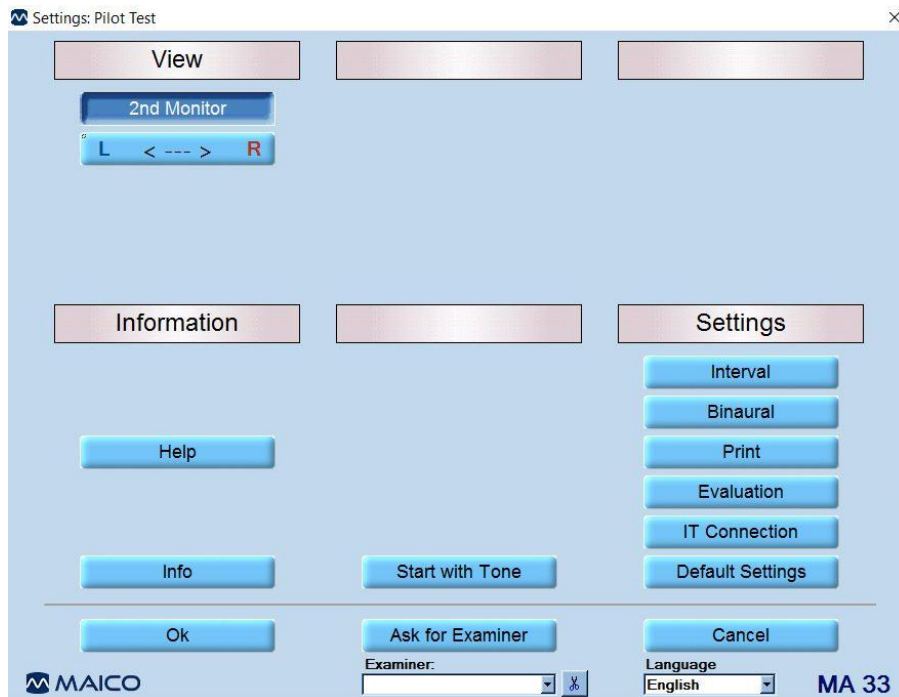 Settings: Pilot Test
View
2nd Monitor
L < --- > R
Information
Settings
Interval
Binaural
Help
Print
Evaluation
IT Connection
Info
Start with Tone
Default Settings
Ok
Ask for Examiner
Cancel
Examiner:
Language
English
MAICO
MA 33